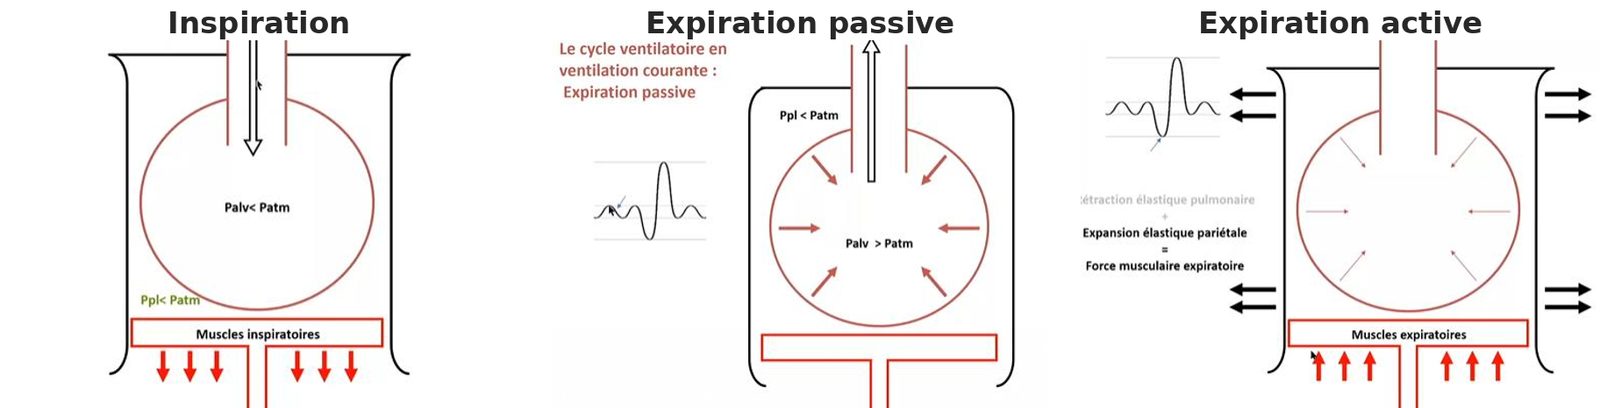 Inspiration
Palv< Patm
Ppl< Patm
Muscles inspiratoires
Expiration passive
Le cycle ventilatoire en
ventilation courante :
Expiration passive
Ppl < Patm
Palv > Patm
Expiration active
étraction élastique pulmonaire
+
Expansion élastique pariétale
=
Force musculaire expiratoire
Muscles expiratoires